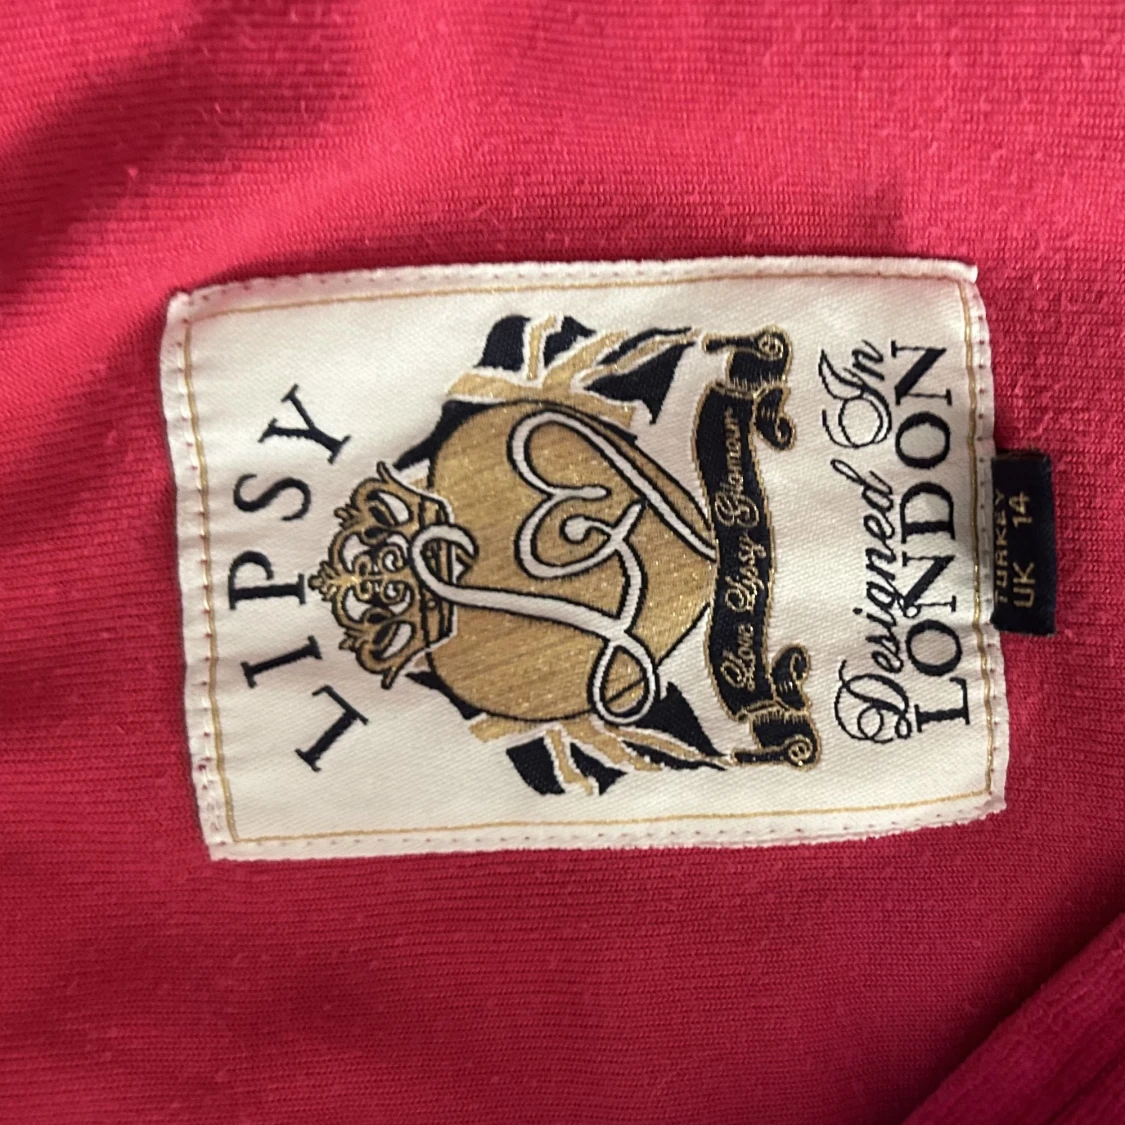 LIPSY
Love Lipsy Glamour
Designed In
LONDON
TURKEY
UK 14